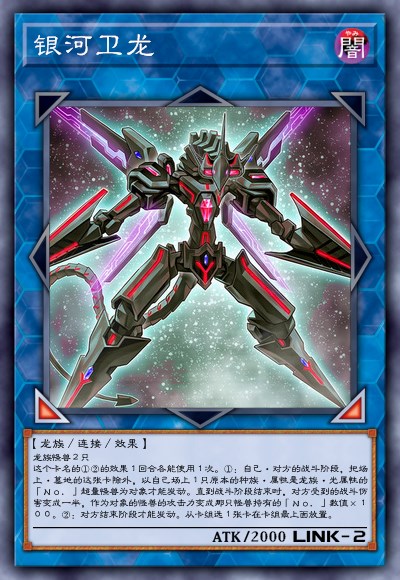 银河卫龙
やみ
闇
【龙族／连接／效果】
龙族怪兽２只
这个卡名的①②的效果１回合各能使用１次。①：自己·对方的战斗阶段，把场
上·墓地的这张卡除外，以自己场上１只原本的种族·属性是龙族·光属性的
「Ｎｏ．」超量怪兽为对象才能发动。直到战斗阶段结束时，对方受到的战斗伤
害变成一半，作为对象的怪兽的攻击力变成那只怪兽持有的「Ｎｏ．」数值×１
００。②：对方结束阶段才能发动。从卡组选１张卡在卡组最上面放置。
ATK/2000 LINK-2